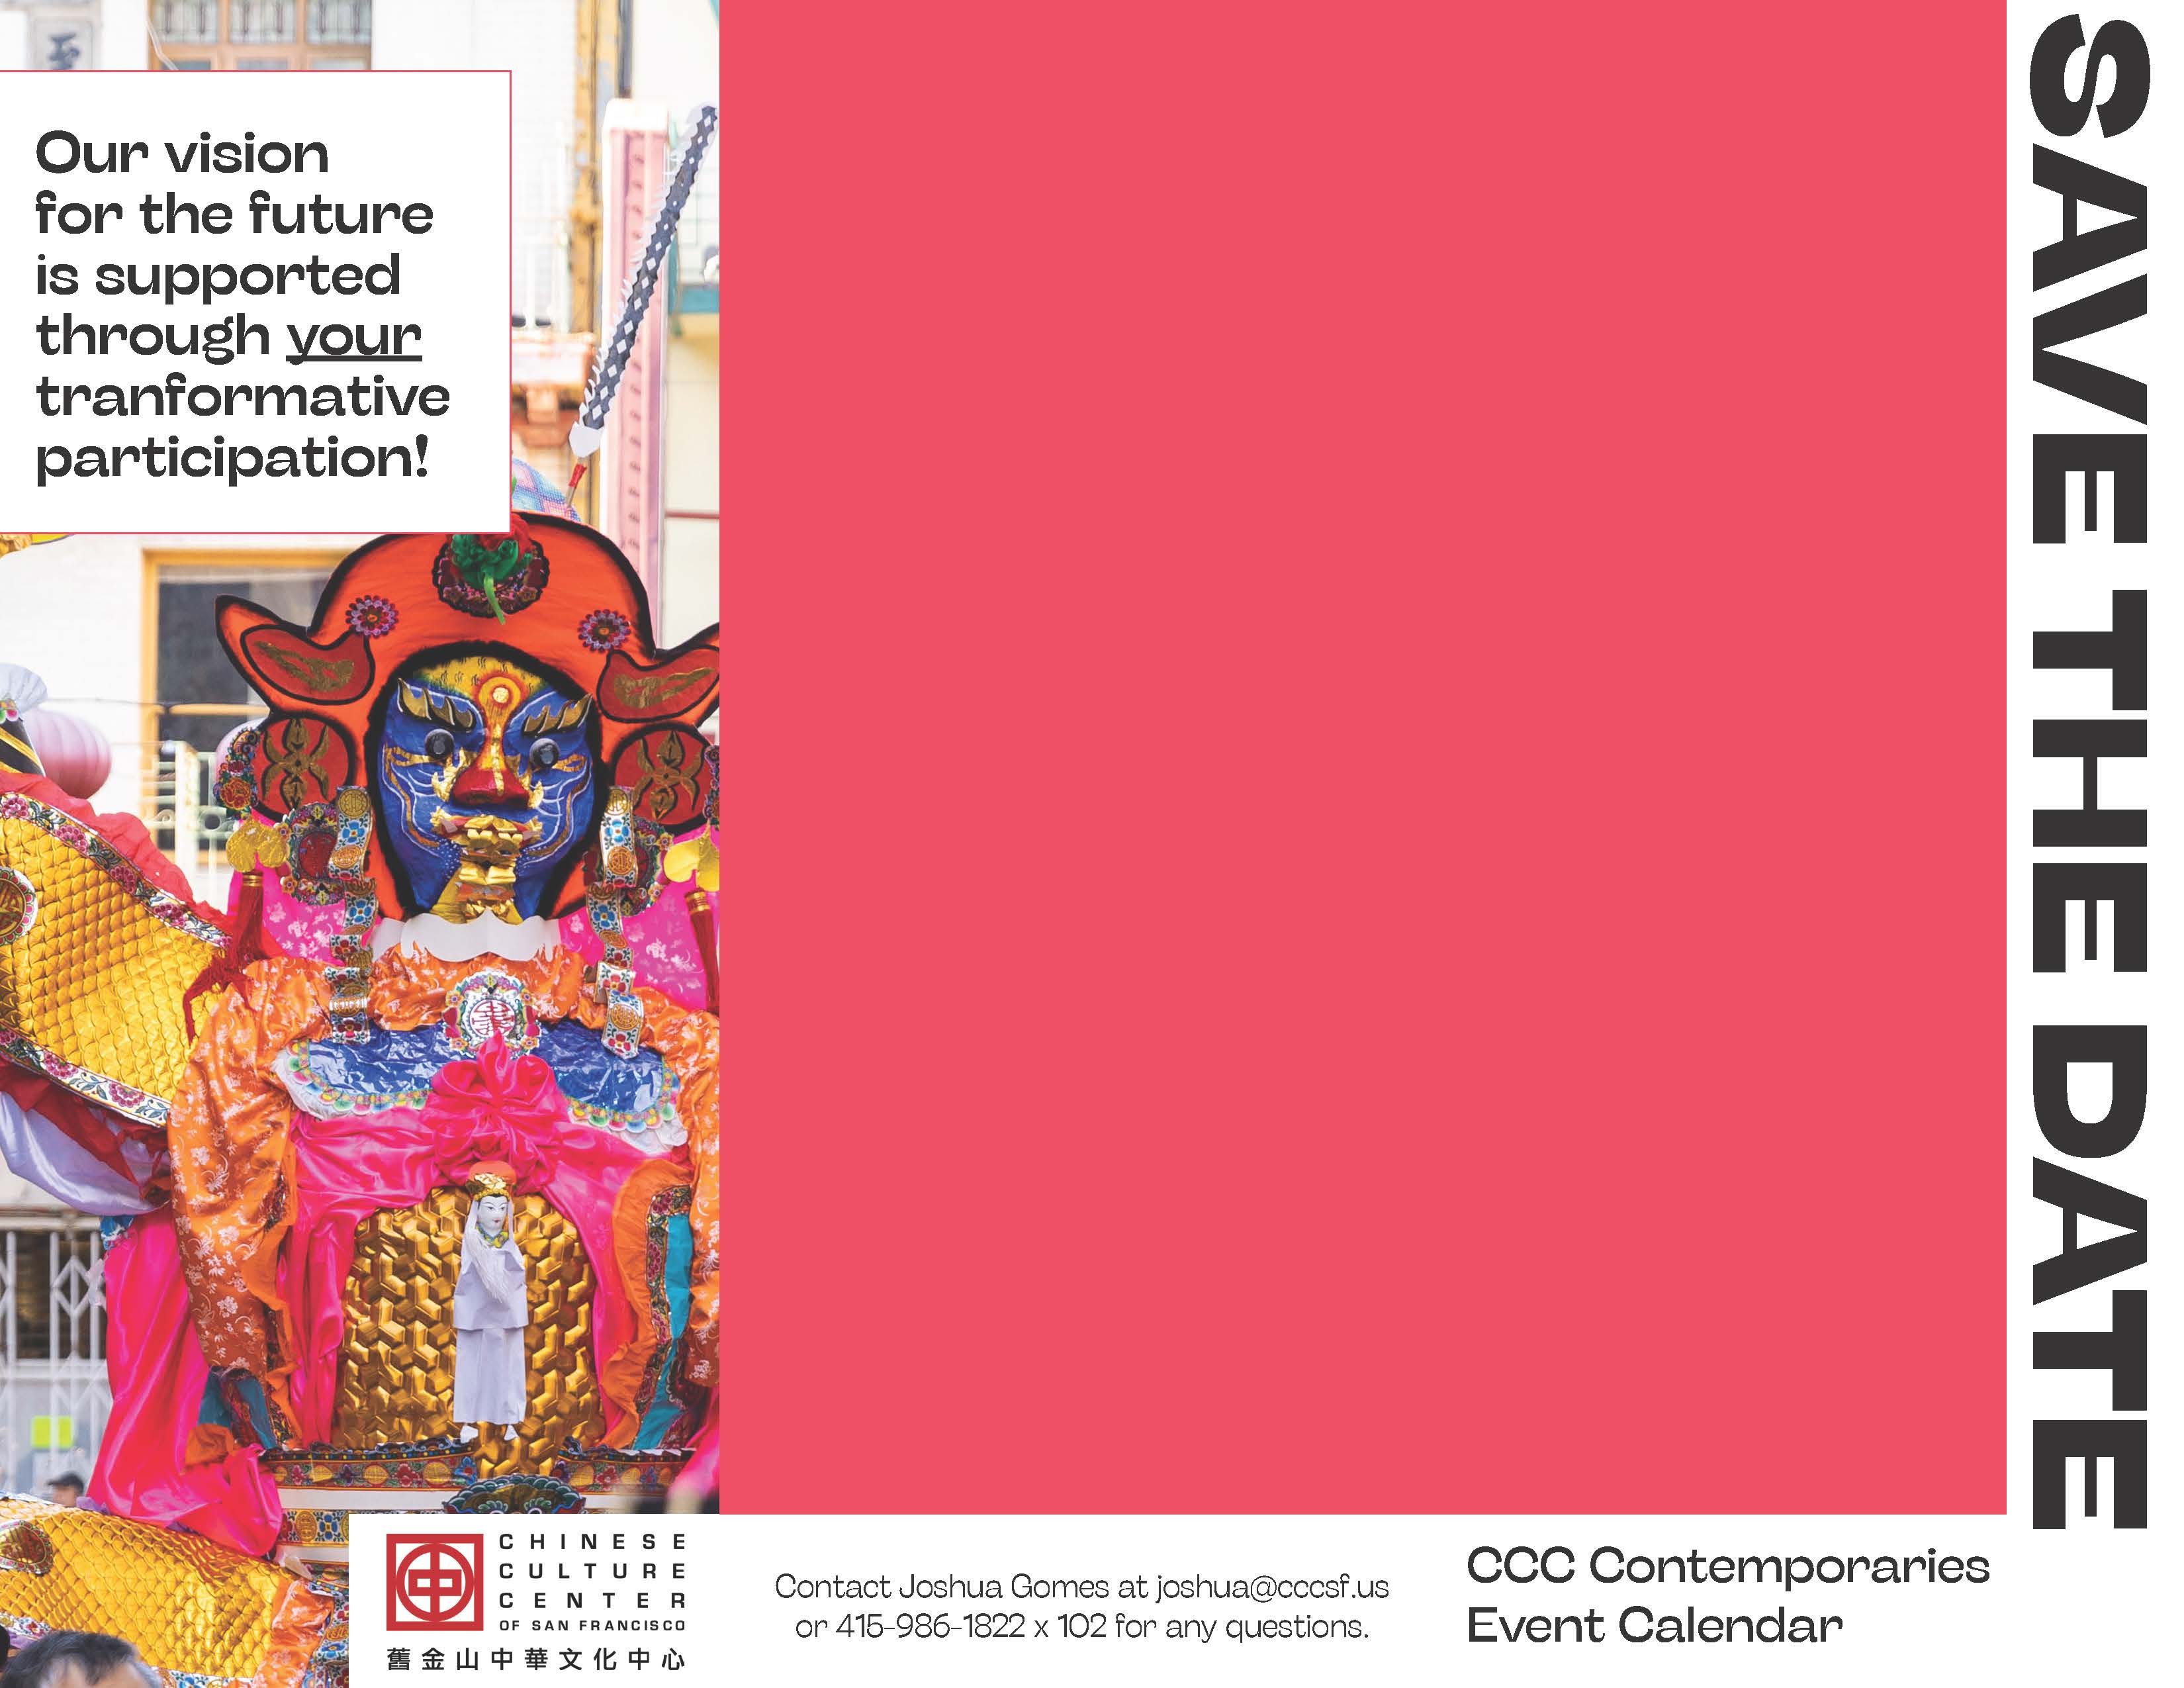 Our vision
for the future
is supported
through your
tranformative
participation!
SAVE THE DATE
CHINESE
CULTURE
CENTER
OF SAN FRANCISCO
舊金山中華文化中心
Contact Joshua Gomes at joshua@cccsf.us
or 415-986-1822 x 102 for any questions.
CCC Contemporaries
Event Calendar